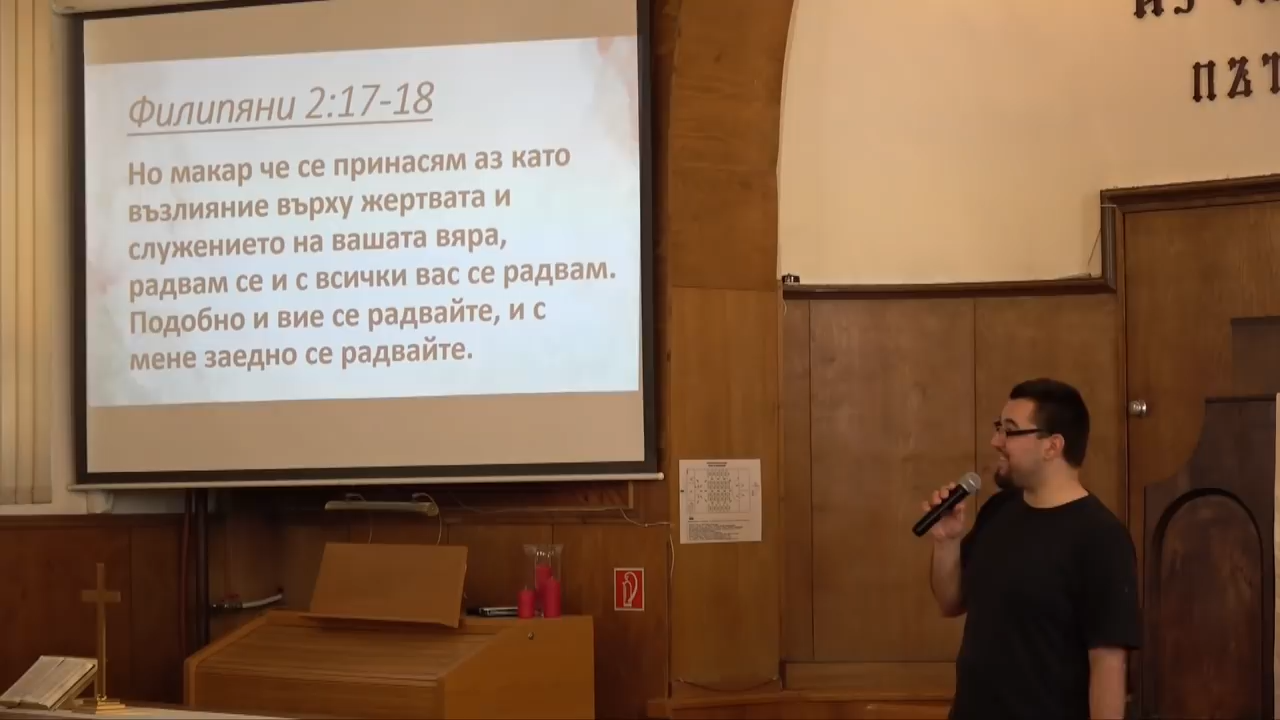 Филипяни 2:17-18
Но макар че се принасям аз като
възлияние върху жертвата и
служението на вашата вяра,
радвам се и с всички вас се радвам.
Подобно и вие се радвайте, и с
мене заедно се радвайте.